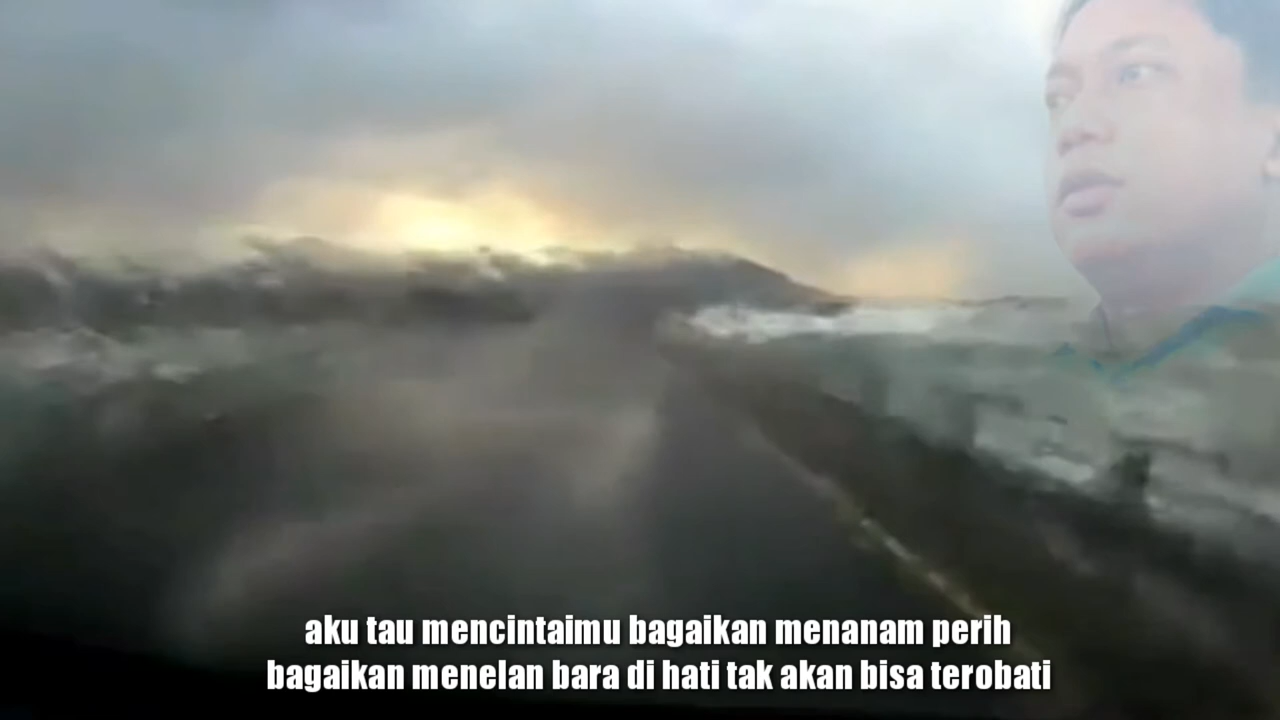 aku tau mencintaimu bagaikan menanam perih
bagaikan menelan bara di hati tak akan bisa terobati